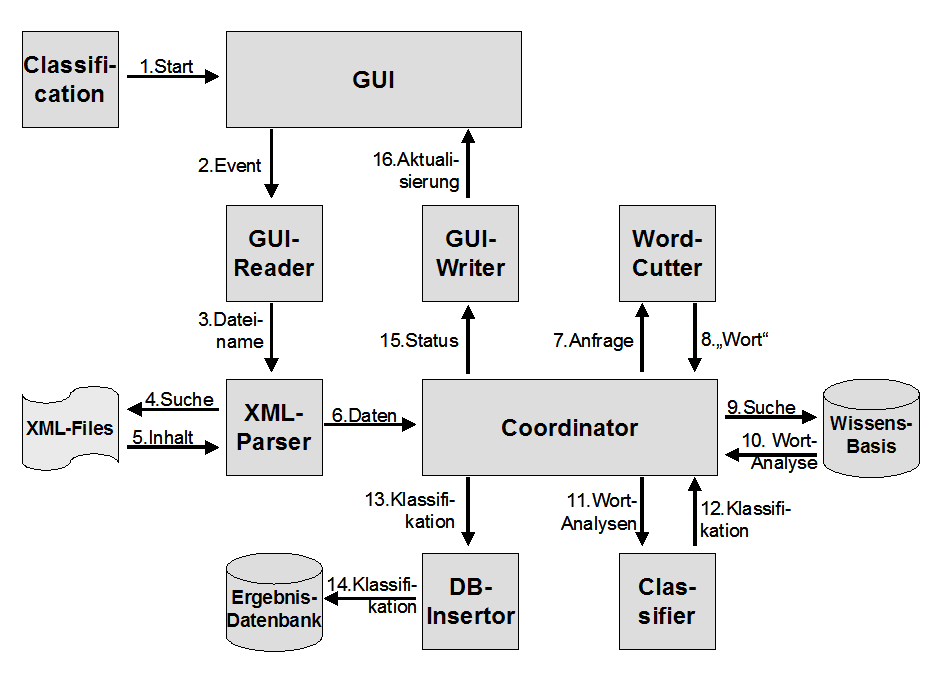 Classifi-
cation
1.Start
GUI
2.Event
16.Aktuali-
sierung
GUI-
Reader
GUI-
Writer
Word-
Cutter
3.Datei-
name
15.Status
7.Anfrage
8.„Wort“
XML-Files
4.Suche
5.Inhalt
XML-
Parser
6.Daten
Coordinator
9.Suche
10. Wort-
Analyse
Wissens-
Basis
13.Klassifi-
kation
11.Wort-
Analysen
12.Klassifi-
kation
Ergebnis-
Datenbank
14.Klassifi-
kation
DB-
Insertor
Clas-
sifier